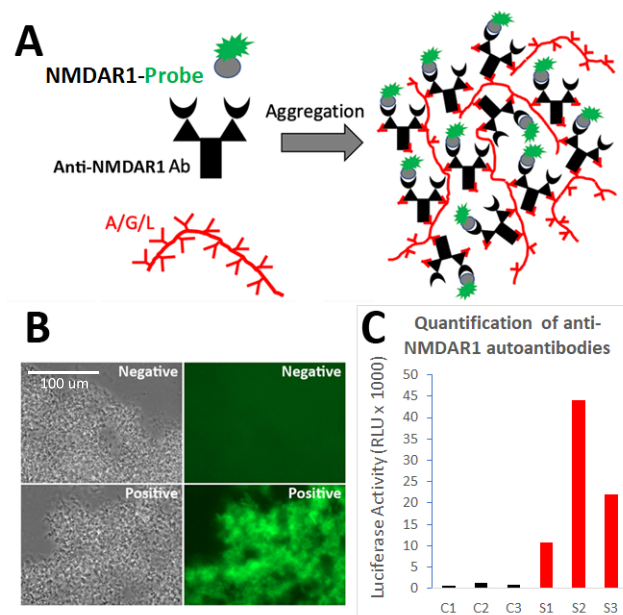 A
NMDAR1-Probe
Aggregation
Anti-NMDAR1 Ab
A/G/L
B
Negative
Negative
100 um
Positive
Positive
C
Quantification of anti-
NMDAR1 autoantibodies
Luciferase Activity (RLU x 1000)
50
45
40
35
30
25
20
15
10
5
0
C1 C2 C3 S1 S2 S3